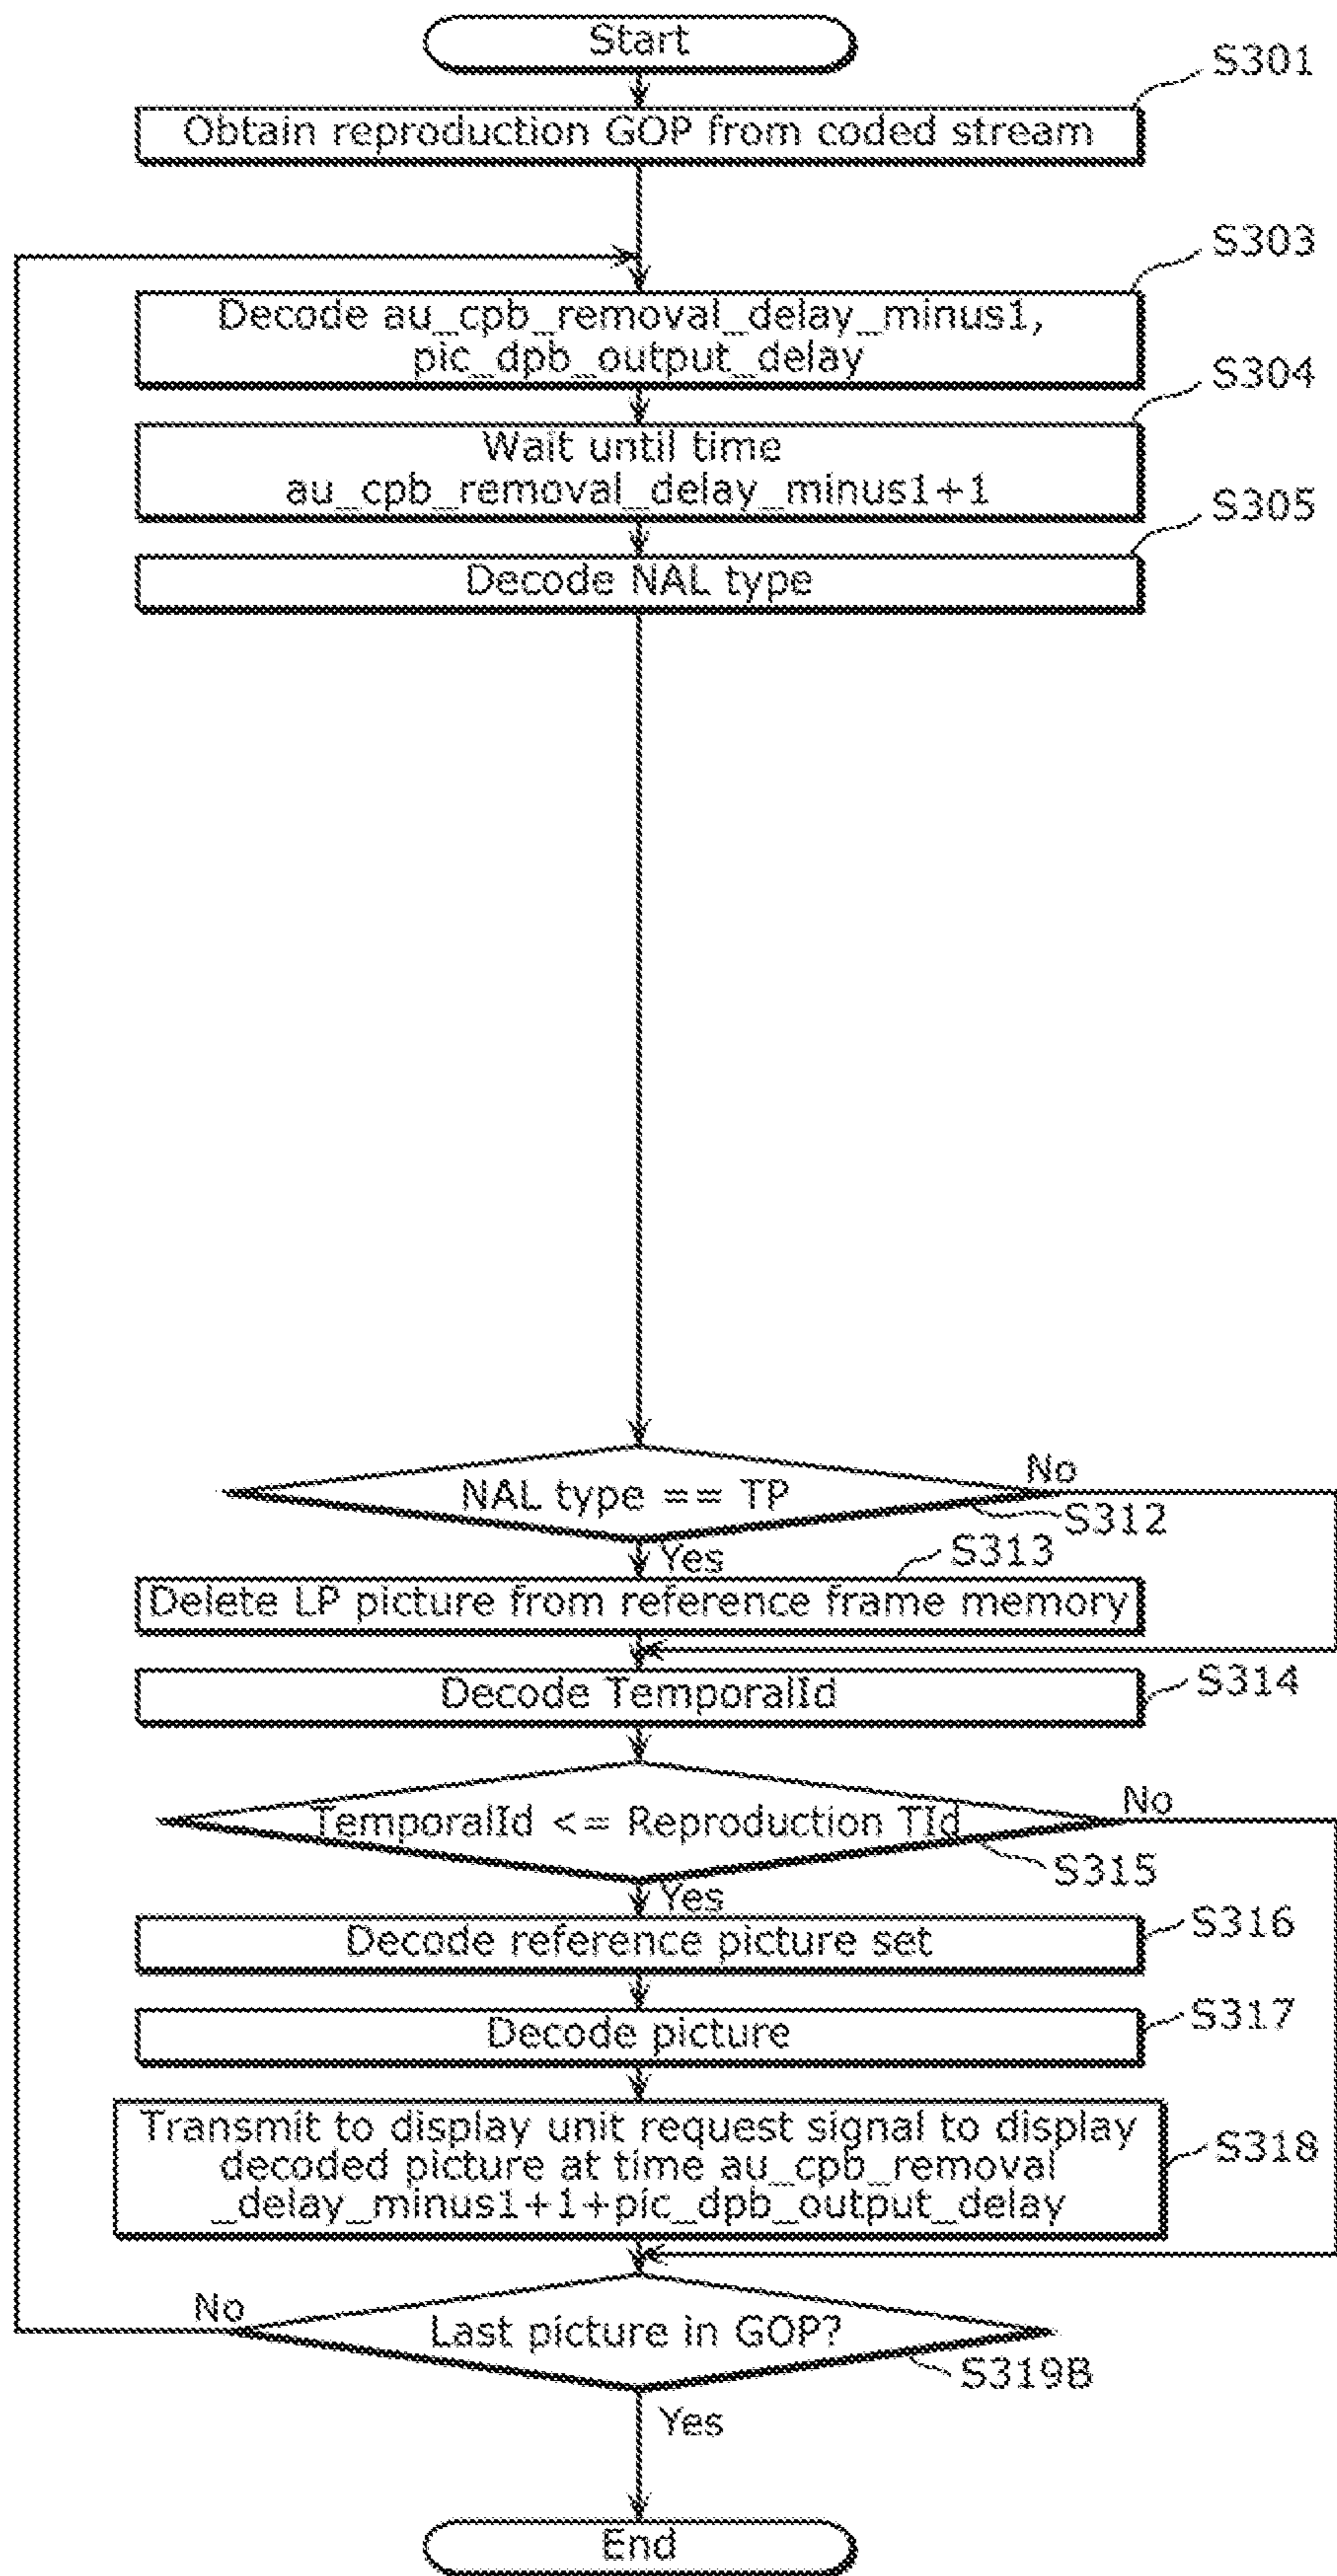 Start
S301
Obtain reproduction GOP from coded stream
S303
Decode au_cpb_removal_delay_minus1,
pic_dpb_output_delay
S304
Wait until time
au_cpb_removal_delay_minus1+1
S305
Decode NAL type
NAL type == TP
No
S312
Yes
S313
Delete LP picture from reference frame memory
Decode TemporalId
S314
TemporalId <= Reproduction TId
No
S315
Yes
Decode reference picture set
S316
Decode picture
S317
Transmit to display unit request signal to display
decoded picture at time au_cpb_removal
_delay_minus1+1+pic_dpb_output_delay
S318
No
Last picture in GOP?
S319B
Yes
End